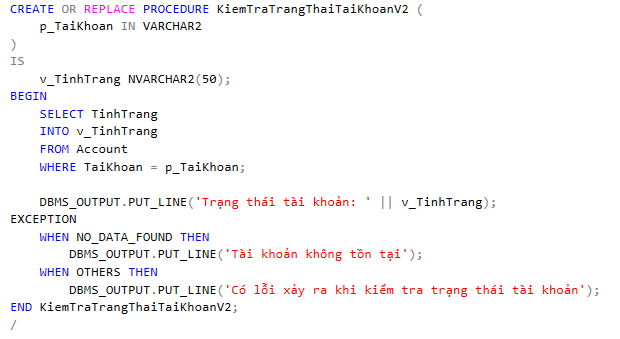 CREATE OR REPLACE PROCEDURE KiemTraTrangThaiTaiKhoanV2 (
    p_TaiKhoan IN VARCHAR2
)
IS
    v_TinhTrang NVARCHAR2(50);
BEGIN
    SELECT TinhTrang
    INTO v_TinhTrang
    FROM Account
    WHERE TaiKhoan = p_TaiKhoan;

    DBMS_OUTPUT.PUT_LINE('Trạng thái tài khoản: ' || v_TinhTrang);
EXCEPTION
    WHEN NO_DATA_FOUND THEN
        DBMS_OUTPUT.PUT_LINE('Tài khoản không tồn tại');
    WHEN OTHERS THEN
        DBMS_OUTPUT.PUT_LINE('Có lỗi xảy ra khi kiểm tra trạng thái tài khoản');
END KiemTraTrangThaiTaiKhoanV2;
/